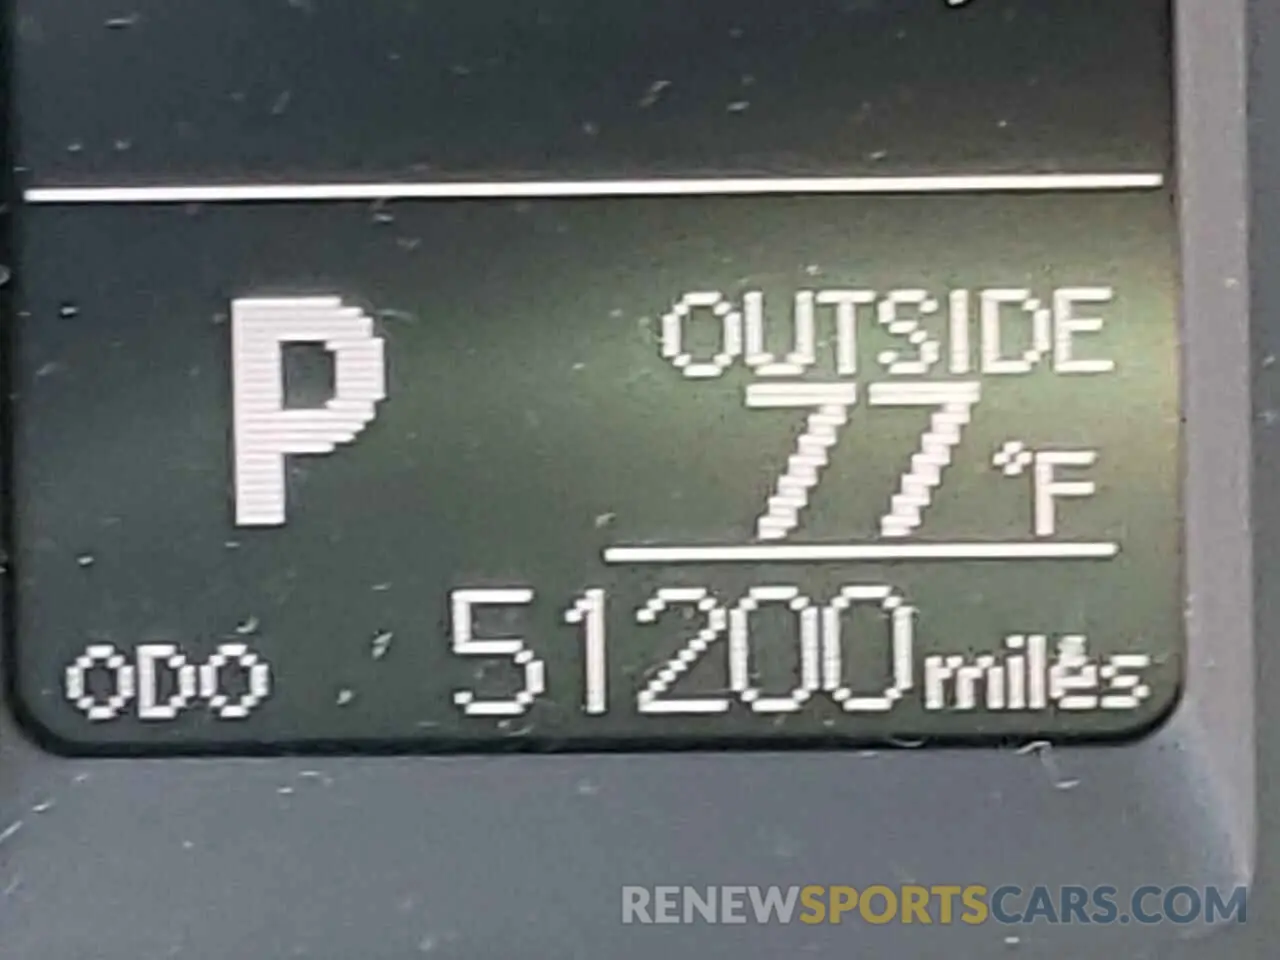 P
OUTSIDE
77°F
ODO 51200 miles
RENEWSPORTSCARS.COM